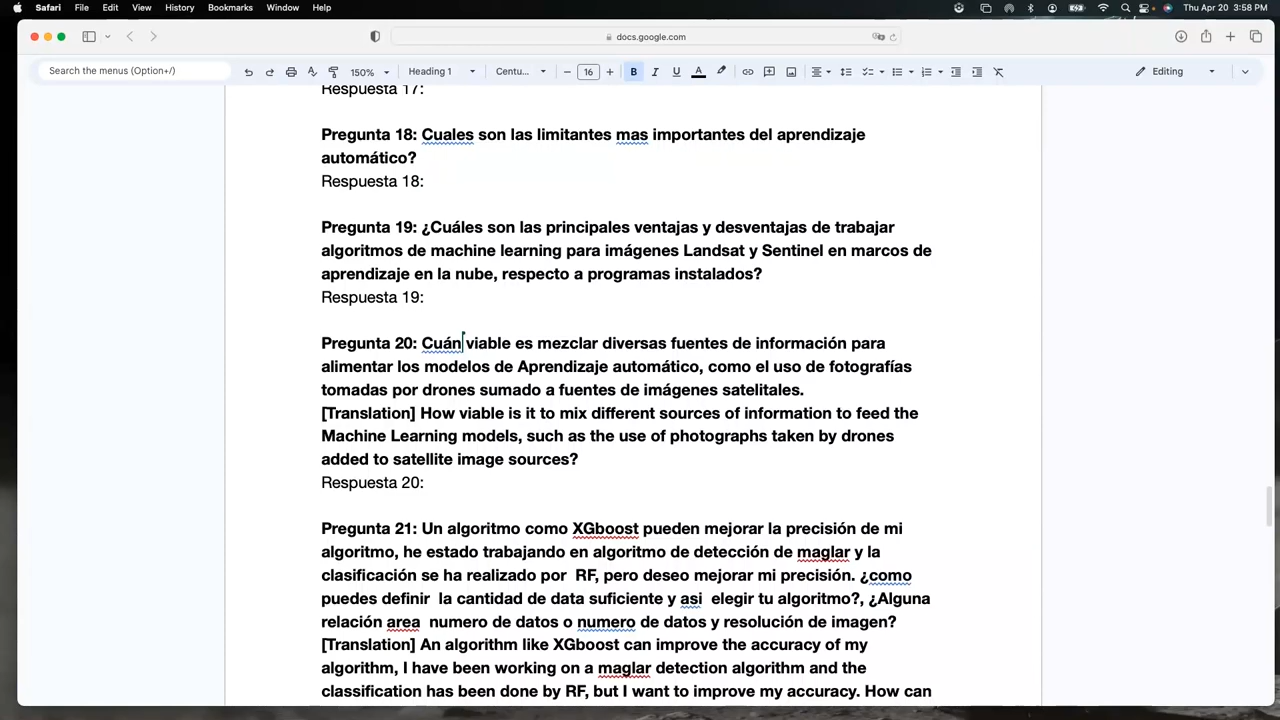 Safari File Edit View History Bookmarks Window Help Thu Apr 20 3:58 PM
docs.google.com
Search the menus (Option+/) 150% Heading 1 Centu... 16 B I U A Editing
Respuesta 17:
Pregunta 18: Cuales son las limitantes mas importantes del aprendizaje
automático?
Respuesta 18:
Pregunta 19: ¿Cuáles son las principales ventajas y desventajas de trabajar
algoritmos de machine learning para imágenes Landsat y Sentinel en marcos de
aprendizaje en la nube, respecto a programas instalados?
Respuesta 19:
Pregunta 20: Cuán viable es mezclar diversas fuentes de información para
alimentar los modelos de Aprendizaje automático, como el uso de fotografías
tomadas por drones sumado a fuentes de imágenes satelitales.
[Translation] How viable is it to mix different sources of information to feed the
Machine Learning models, such as the use of photographs taken by drones
added to satellite image sources?
Respuesta 20:
Pregunta 21: Un algoritmo como XGboost pueden mejorar la precisión de mi
algoritmo, he estado trabajando en algoritmo de detección de maglar y la
clasificación se ha realizado por  RF, pero deseo mejorar mi precisión. ¿como
puedes definir  la cantidad de data suficiente y asi  elegir tu algoritmo?, ¿Alguna
relación area  numero de datos o numero de datos y resolución de imagen?
[Translation] An algorithm like XGBoost can improve the accuracy of my
algorithm, I have been working on a maglar detection algorithm and the
classification has been done by RF, but I want to improve my accuracy. How can